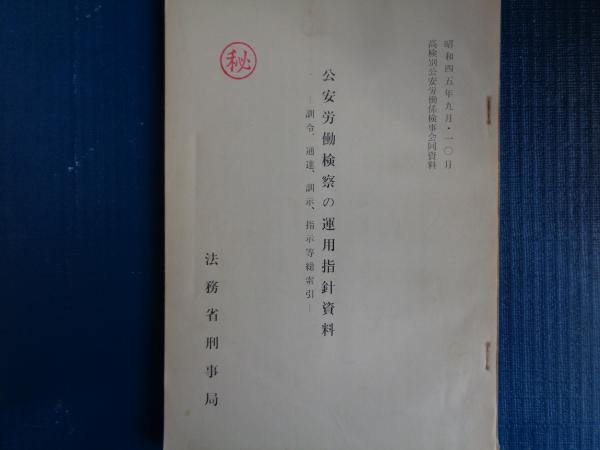 昭和四五年九月・一〇月
高検別公安労働係検事会同資料
公安労働検察の運用指針資料
―訓令、通達、訓示、指示等総索引―
㊙
法務省刑事局